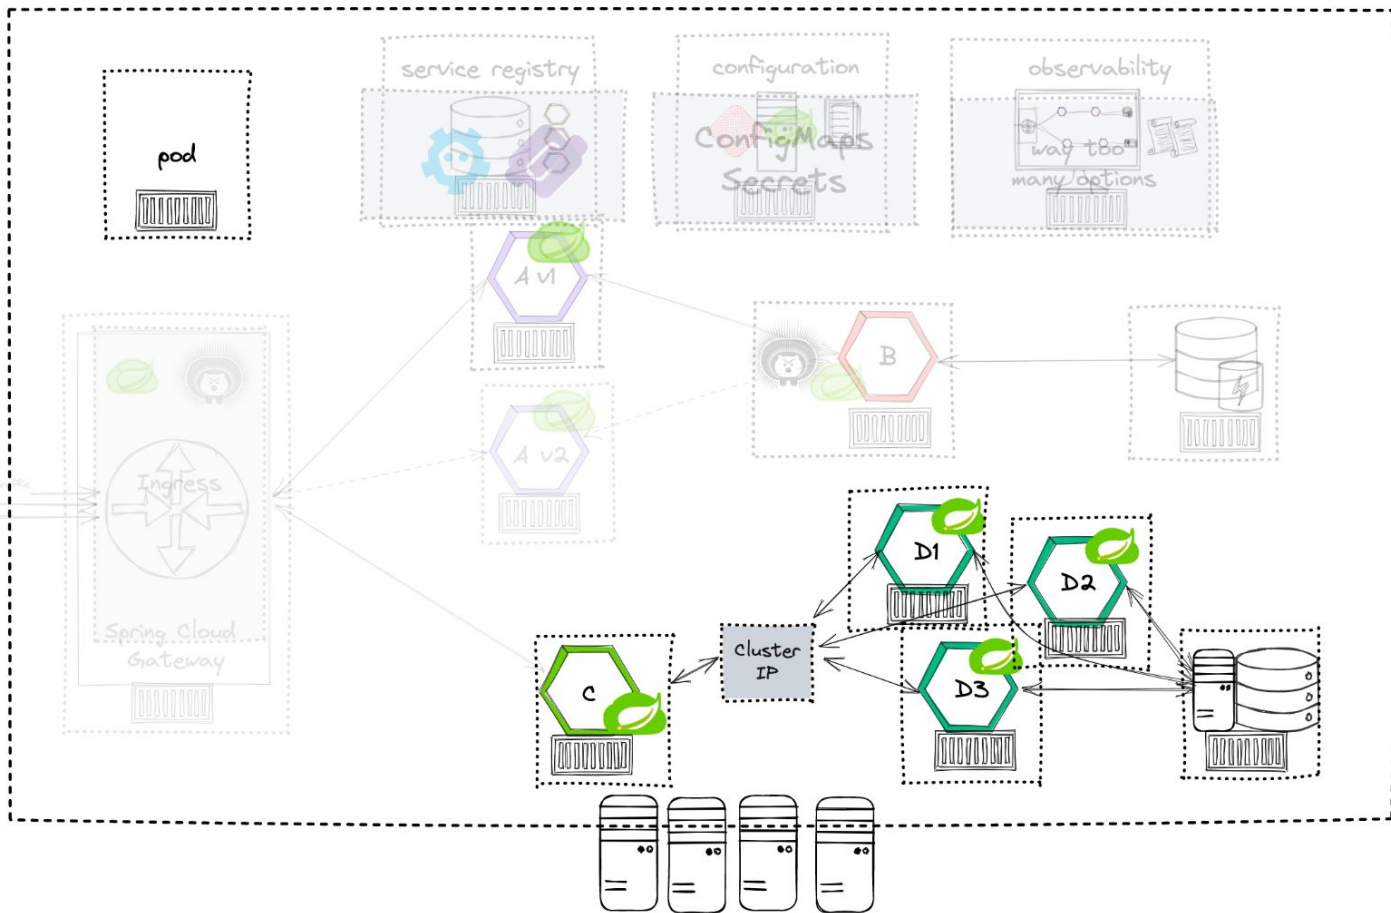 service registry
configuration
observability
pod
ConfigMaps
Secrets
way too
many options
A v1
B
A v2
Ingress
D1
D2
Spring Cloud
Gateway
Cluster
IP
C
D3